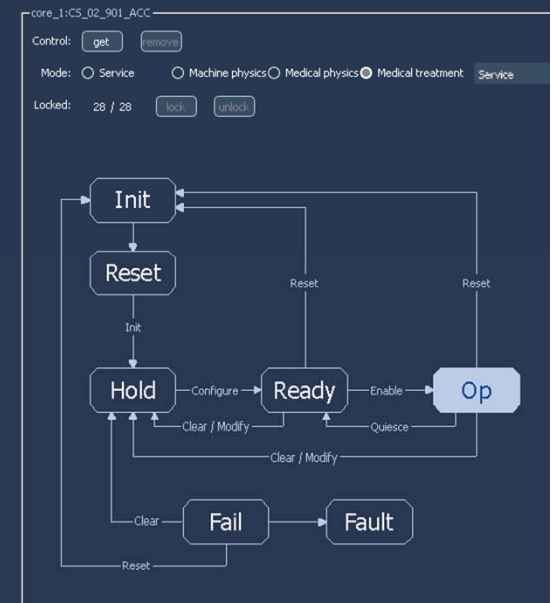 core_1:CS_02_901_ACC
Control: get remove
Mode: Service Machine physics Medical physics Medical treatment Service
Locked: 28 / 28 lock unlock
Init
Reset
Reset Reset
Init
Hold Configure Ready Enable Op
Clear / Modify Quiesce
Clear / Modify
Clear Fail Fault
Reset